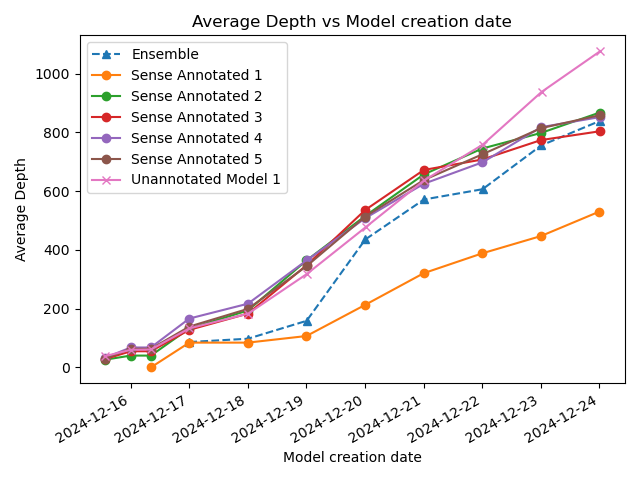 Average Depth vs Model creation date
Ensemble
Sense Annotated 1
Sense Annotated 2
Sense Annotated 3
Sense Annotated 4
Sense Annotated 5
Unannotated Model 1
Average Depth
1000
800
600
400
200
0
2024-12-16
2024-12-17
2024-12-18
2024-12-19
2024-12-20
2024-12-21
2024-12-22
2024-12-23
2024-12-24
Model creation date